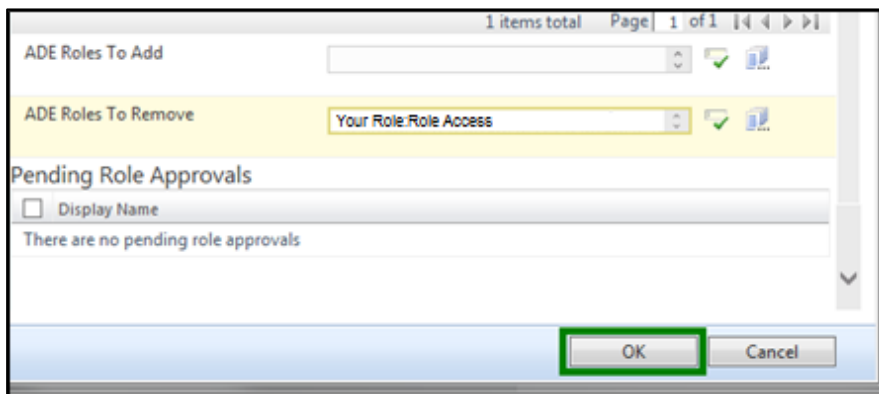 1 items total Page 1 of 1
ADE Roles To Add
ADE Roles To Remove
Your Role:Role Access
Pending Role Approvals
Display Name
There are no pending role approvals
OK Cancel